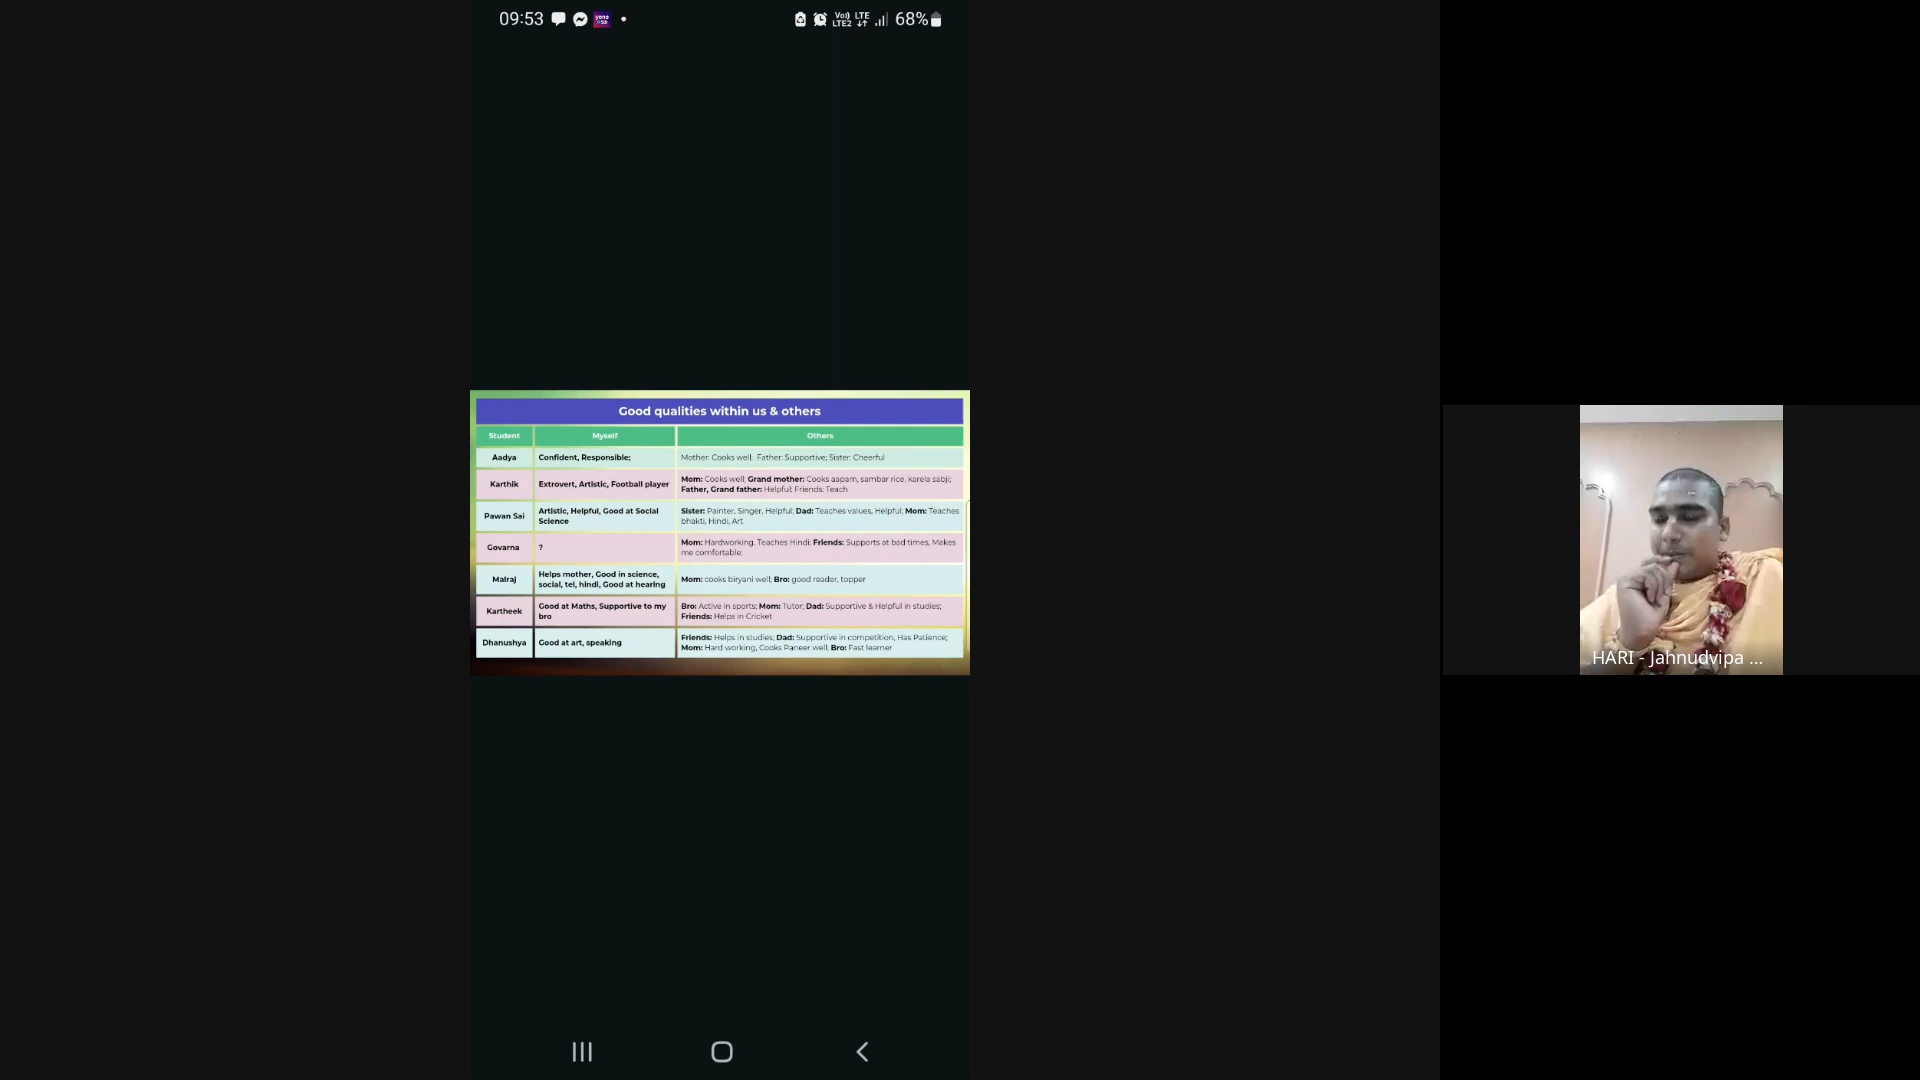 09:53
Vo)) LTE
LTE2
68%
Good qualities within us & others
Student Myself Others
Aadya Confident, Responsible; Mother: Cooks well; Father: Supportive; Sister: Cheerful
Karthik Extrovert, Artistic, Football player Mom: Cooks well; Grand mother: Cooks aapam, sambar rice, karela sabji;
Father, Grand father: Helpful; Friends: Teach
Pawan Sai Artistic, Helpful, Good at Social Sister: Painter, Singer, Helpful; Dad: Teaches values, Helpful; Mom: Teaches
Science bhakti, Hindi, Art
Govarna ? Mom: Hardworking, Teaches Hindi; Friends: Supports at bad times, Makes
me comfortable;
Malraj Helps mother, Good in science, Mom: cooks biryani well; Bro: good reader, topper
social, tel, hindi, Good at hearing
Kartheek Good at Maths, Supportive to my Bro: Active in sports; Mom: Tutor; Dad: Supportive & Helpful in studies;
bro Friends: Helps in Cricket
Dhanushya Good at art, speaking Friends: Helps in studies; Dad: Supportive in competition, Has Patience;
Mom: Hard working, Cooks Paneer well; Bro: Fast learner
HARI - Jahnudvipa ...